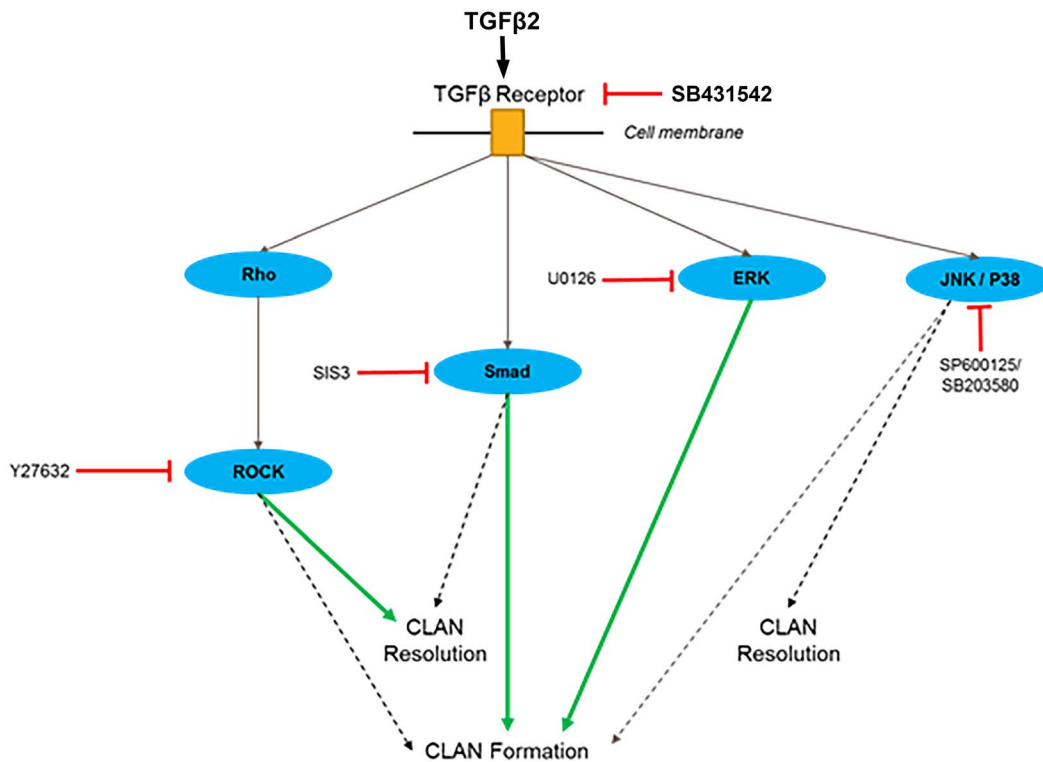 TGFβ2
TGFβ Receptor
SB431542
Cell membrane
Rho
U0126
ERK
JNK / P38
SIS3
Smad
SP600125/
SB203580
Y27632
ROCK
CLAN
Resolution
CLAN
Resolution
CLAN Formation